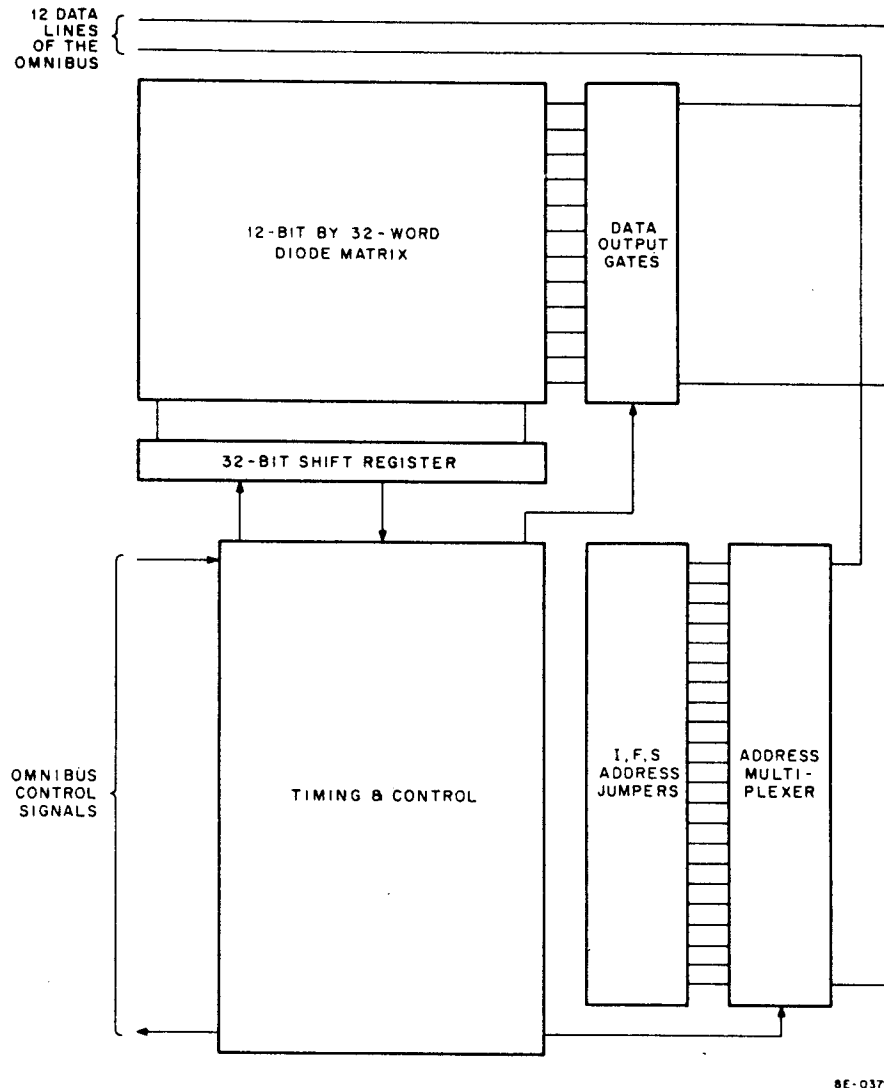 12 DATA
LINES
OF THE
OMNIBUS
12-BIT BY 32-WORD
DIODE MATRIX
DATA
OUTPUT
GATES
32-BIT SHIFT REGISTER
OMNIBUS
CONTROL
SIGNALS
TIMING & CONTROL
I,F,S
ADDRESS
JUMPERS
ADDRESS
MULTI-
PLEXER
8E-037